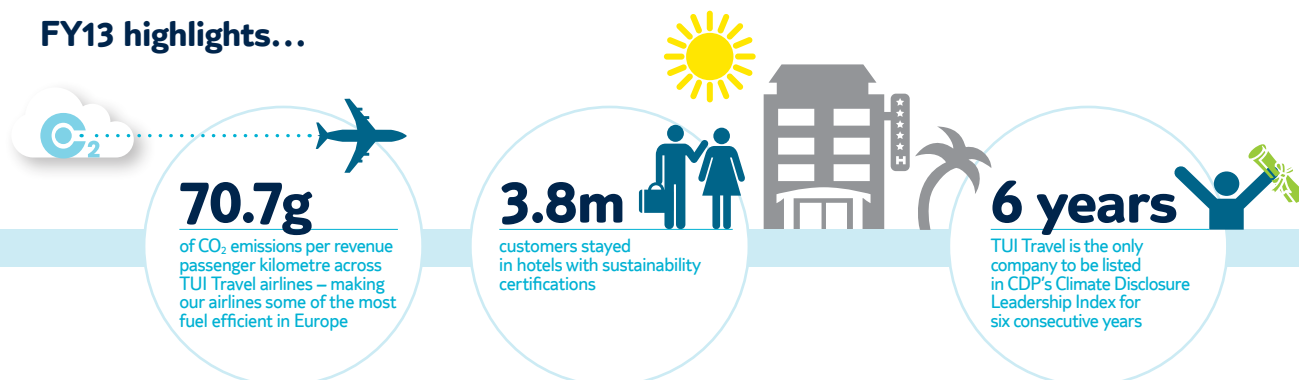 FY13 highlights...
CO2
70.7g
of CO₂ emissions per revenue
passenger kilometre across
TUI Travel airlines – making
our airlines some of the most
fuel efficient in Europe
3.8m
customers stayed
in hotels with sustainability
certifications
H
6 years
TUI Travel is the only
company to be listed
in CDP's Climate Disclosure
Leadership Index for
six consecutive years